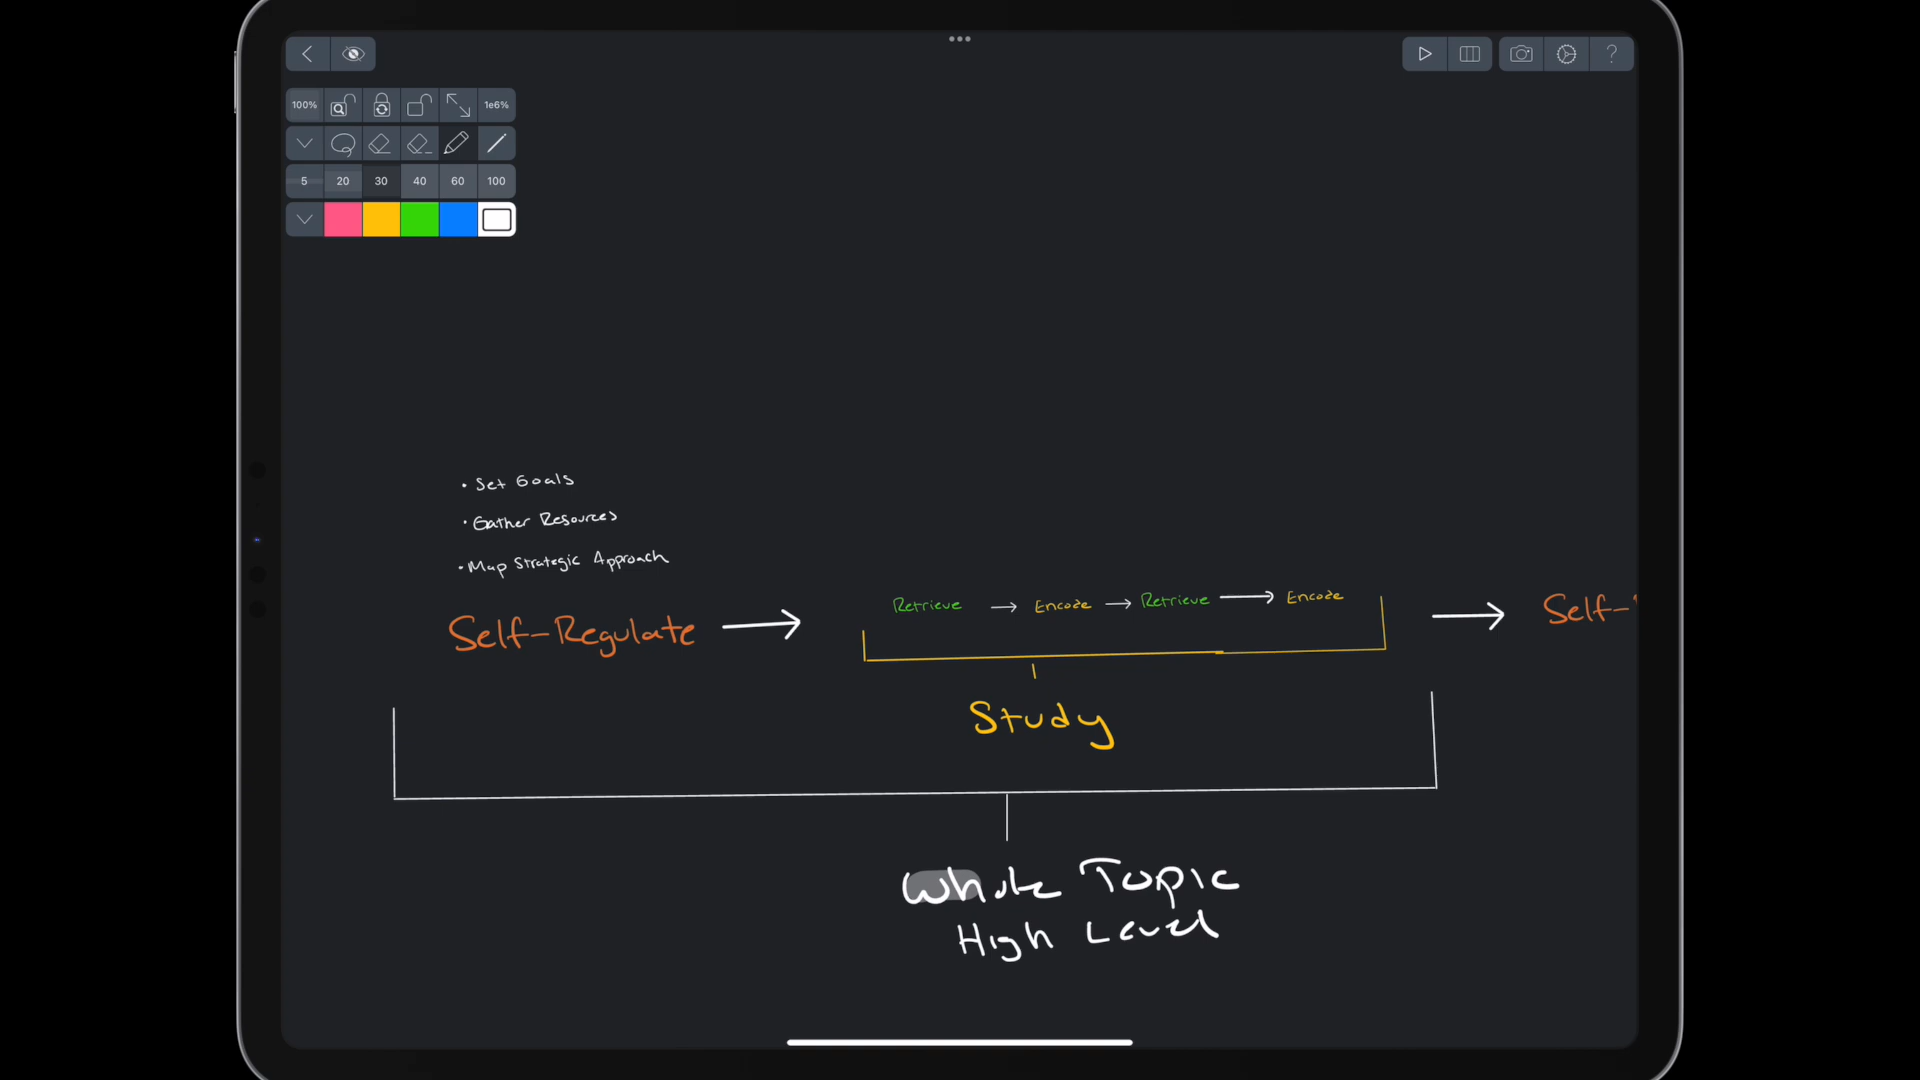 100% 1e6%
5 20 30 40 60 100
• Set Goals
• Gather Resources
• Map Strategic Approach
Self-Regulate → Retrieve → Encode → Retrieve → Encode → Self-
Study
Whole Topic
High Level